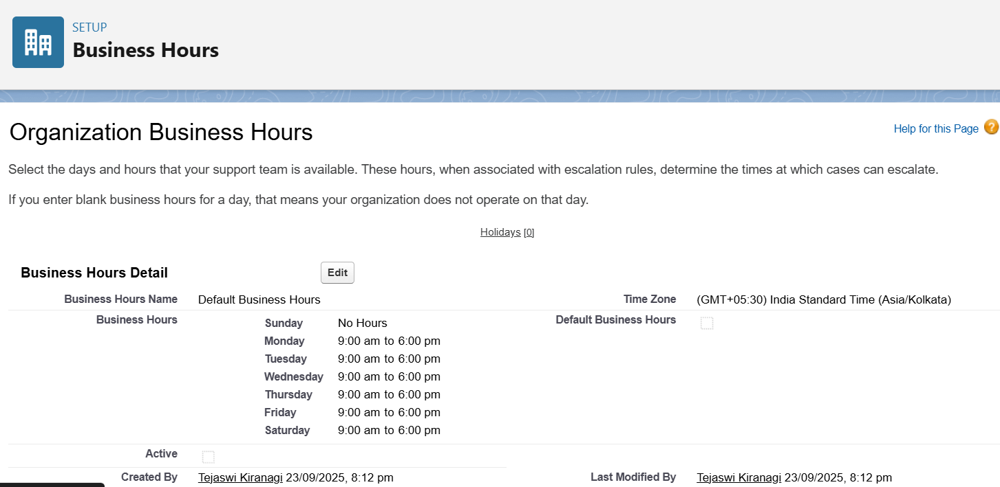 SETUP
Business Hours
Organization Business Hours
Help for this Page ?
Select the days and hours that your support team is available. These hours, when associated with escalation rules, determine the times at which cases can escalate.
If you enter blank business hours for a day, that means your organization does not operate on that day.
Holidays [0]
Business Hours Detail
Edit
Business Hours Name Default Business Hours Time Zone (GMT+05:30) India Standard Time (Asia/Kolkata)
Business Hours Default Business Hours
Sunday No Hours
Monday 9:00 am to 6:00 pm
Tuesday 9:00 am to 6:00 pm
Wednesday 9:00 am to 6:00 pm
Thursday 9:00 am to 6:00 pm
Friday 9:00 am to 6:00 pm
Saturday 9:00 am to 6:00 pm
Active
Created By Tejaswi Kiranagi 23/09/2025, 8:12 pm Last Modified By Tejaswi Kiranagi 23/09/2025, 8:12 pm